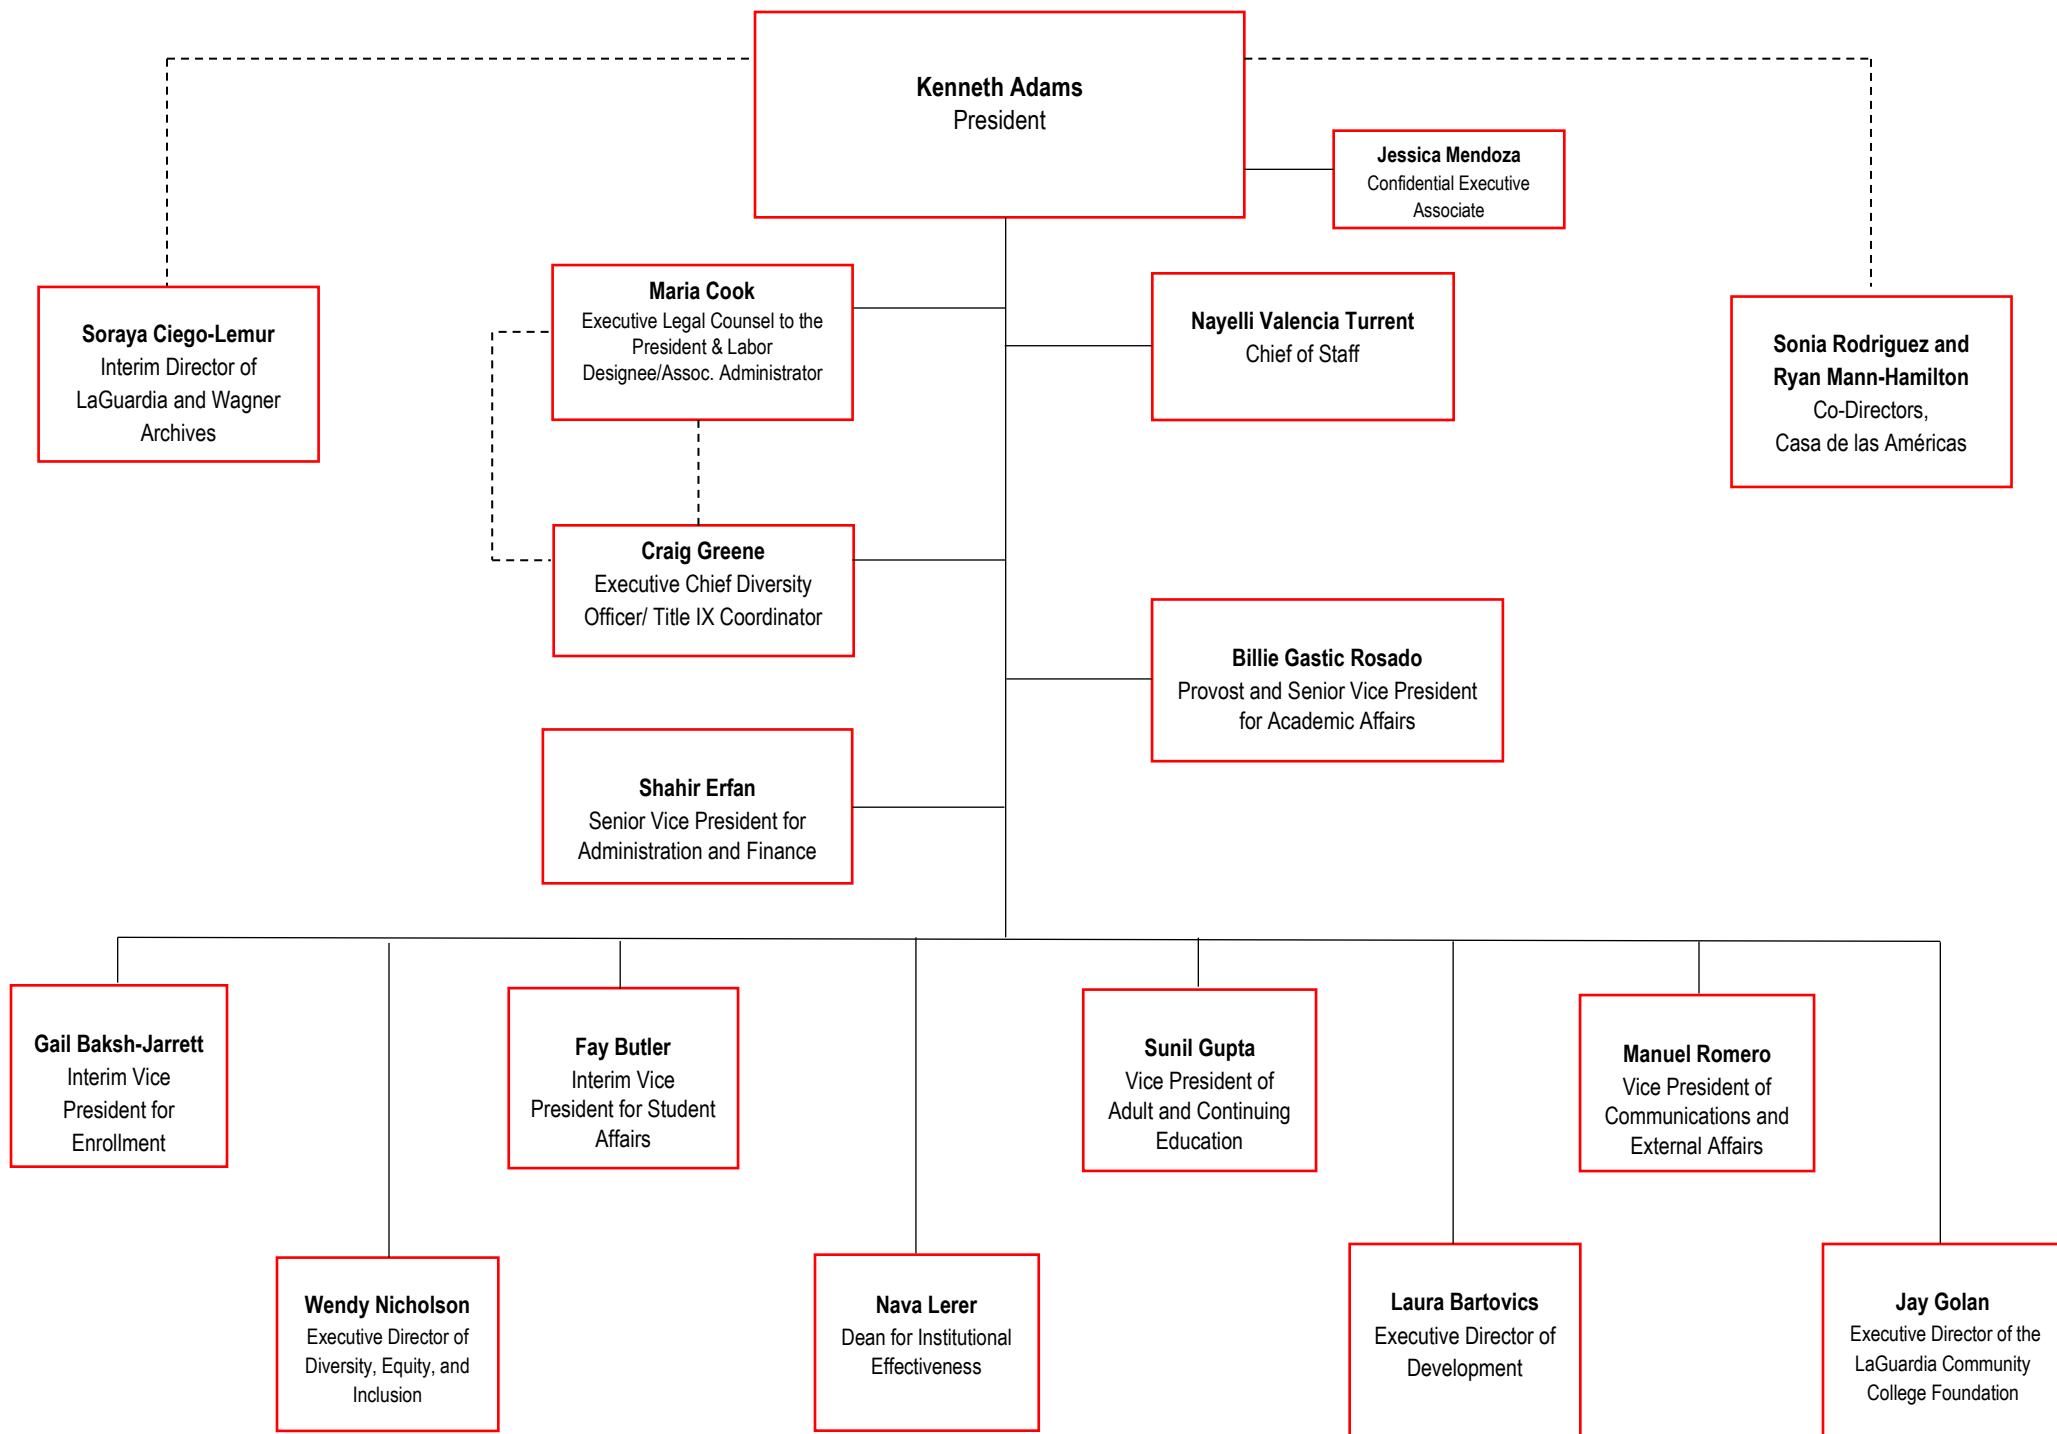 Kenneth Adams
President
Jessica Mendoza
Confidential Executive
Associate
Soraya Ciego-Lemur
Interim Director of
LaGuardia and Wagner
Archives
Maria Cook
Executive Legal Counsel to the
President & Labor
Designee/Assoc. Administrator
Nayelli Valencia Turrent
Chief of Staff
Sonia Rodriguez and
Ryan Mann-Hamilton
Co-Directors,
Casa de las Américas
Craig Greene
Executive Chief Diversity
Officer/ Title IX Coordinator
Billie Gastic Rosado
Provost and Senior Vice President
for Academic Affairs
Shahir Erfan
Senior Vice President for
Administration and Finance
Gail Baksh-Jarrett
Interim Vice
President for
Enrollment
Fay Butler
Interim Vice
President for Student
Affairs
Sunil Gupta
Vice President of
Adult and Continuing
Education
Manuel Romero
Vice President of
Communications and
External Affairs
Wendy Nicholson
Executive Director of
Diversity, Equity, and
Inclusion
Nava Lerer
Dean for Institutional
Effectiveness
Laura Bartovics
Executive Director of
Development
Jay Golan
Executive Director of the
LaGuardia Community
College Foundation